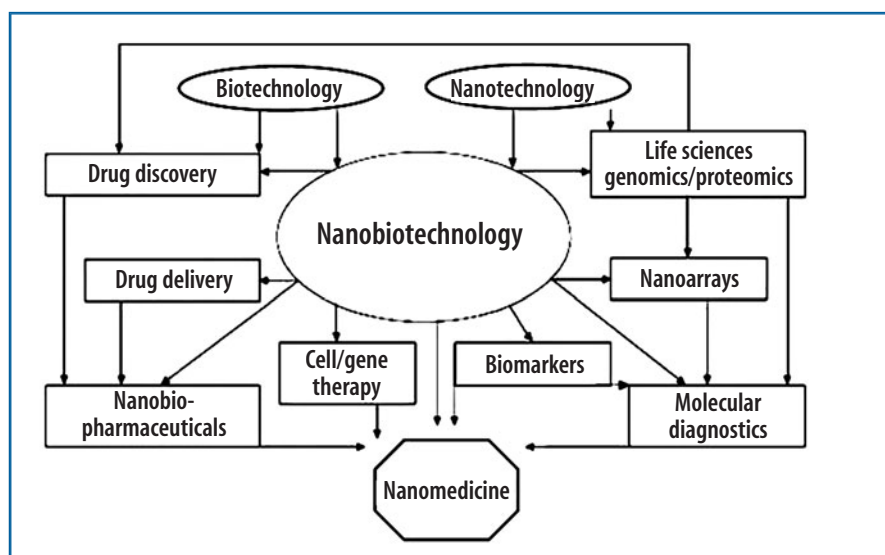 Biotechnology
Nanotechnology
Drug discovery
Life sciences
genomics/proteomics
Nanobiotechnology
Drug delivery
Nanoarrays
Cell/gene
therapy
Biomarkers
Nanobio-
pharmaceuticals
Molecular
diagnostics
Nanomedicine